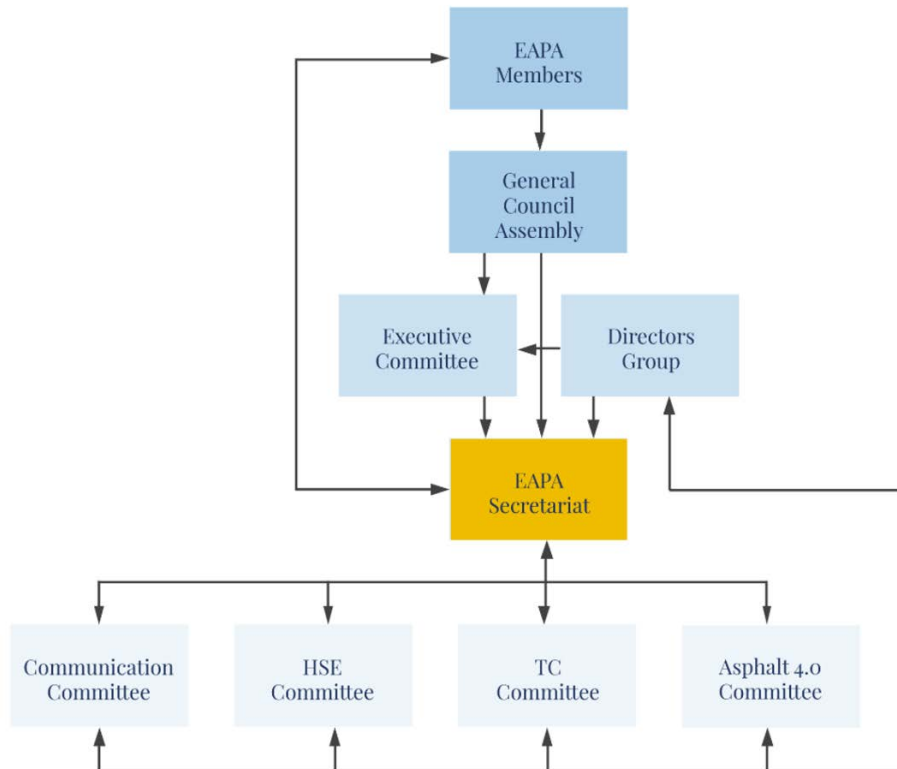 EAPA
Members
General
Council
Assembly
Executive
Committee
Directors
Group
EAPA
Secretariat
Communication
Committee
HSE
Committee
TC
Committee
Asphalt 4.0
Committee